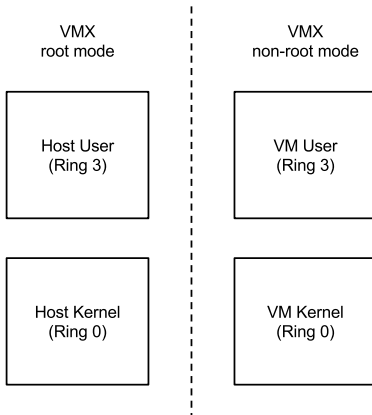 VMX
root mode
VMX
non-root mode
Host User
(Ring 3)
VM User
(Ring 3)
Host Kernel
(Ring 0)
VM Kernel
(Ring 0)